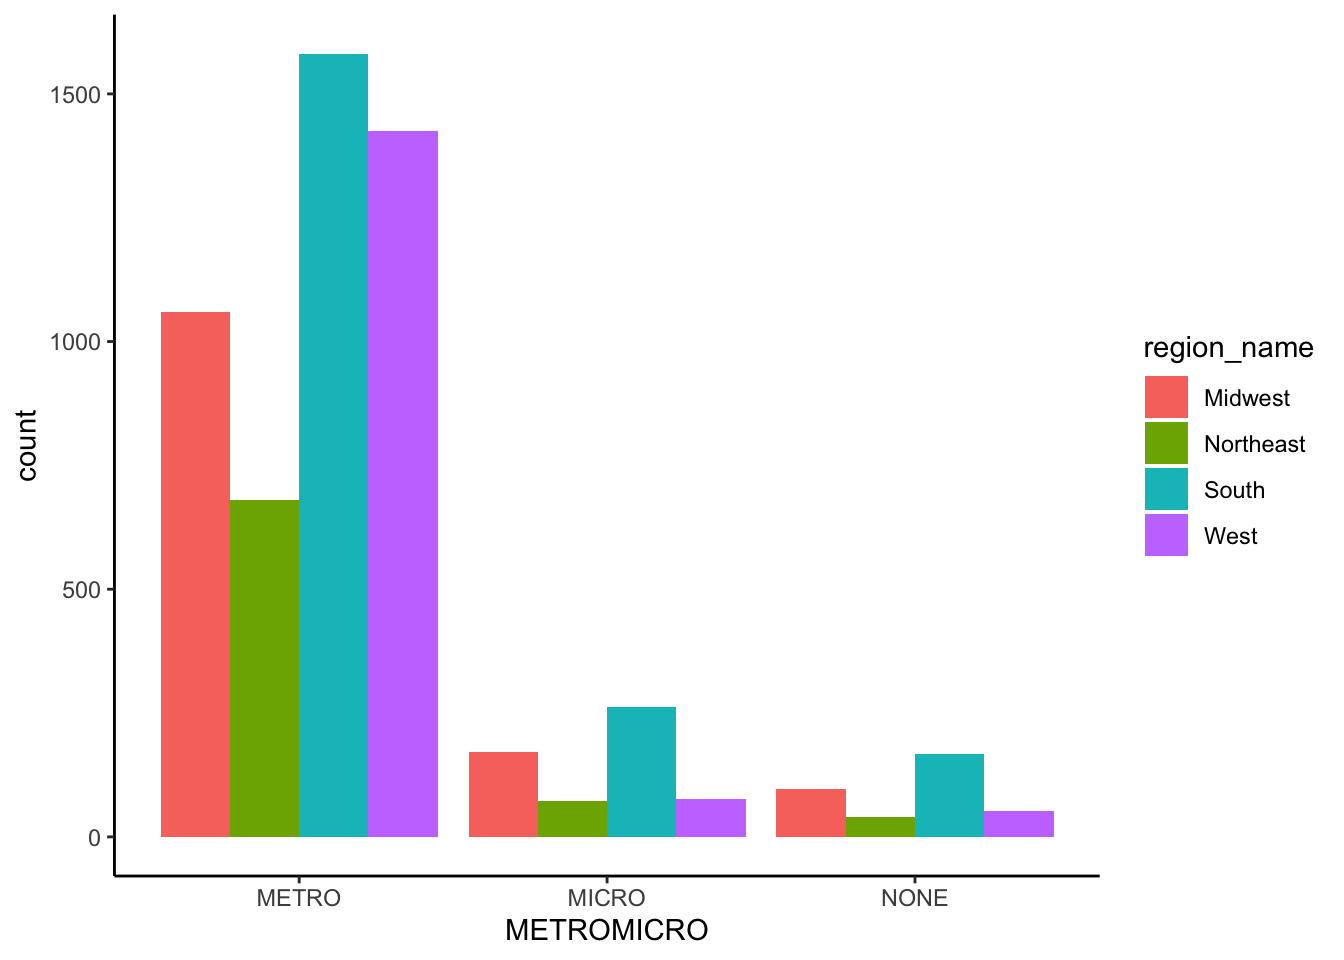 1500
1000
500
0
count
METRO
MICRO
NONE
METROMICRO
region_name
Midwest
Northeast
South
West